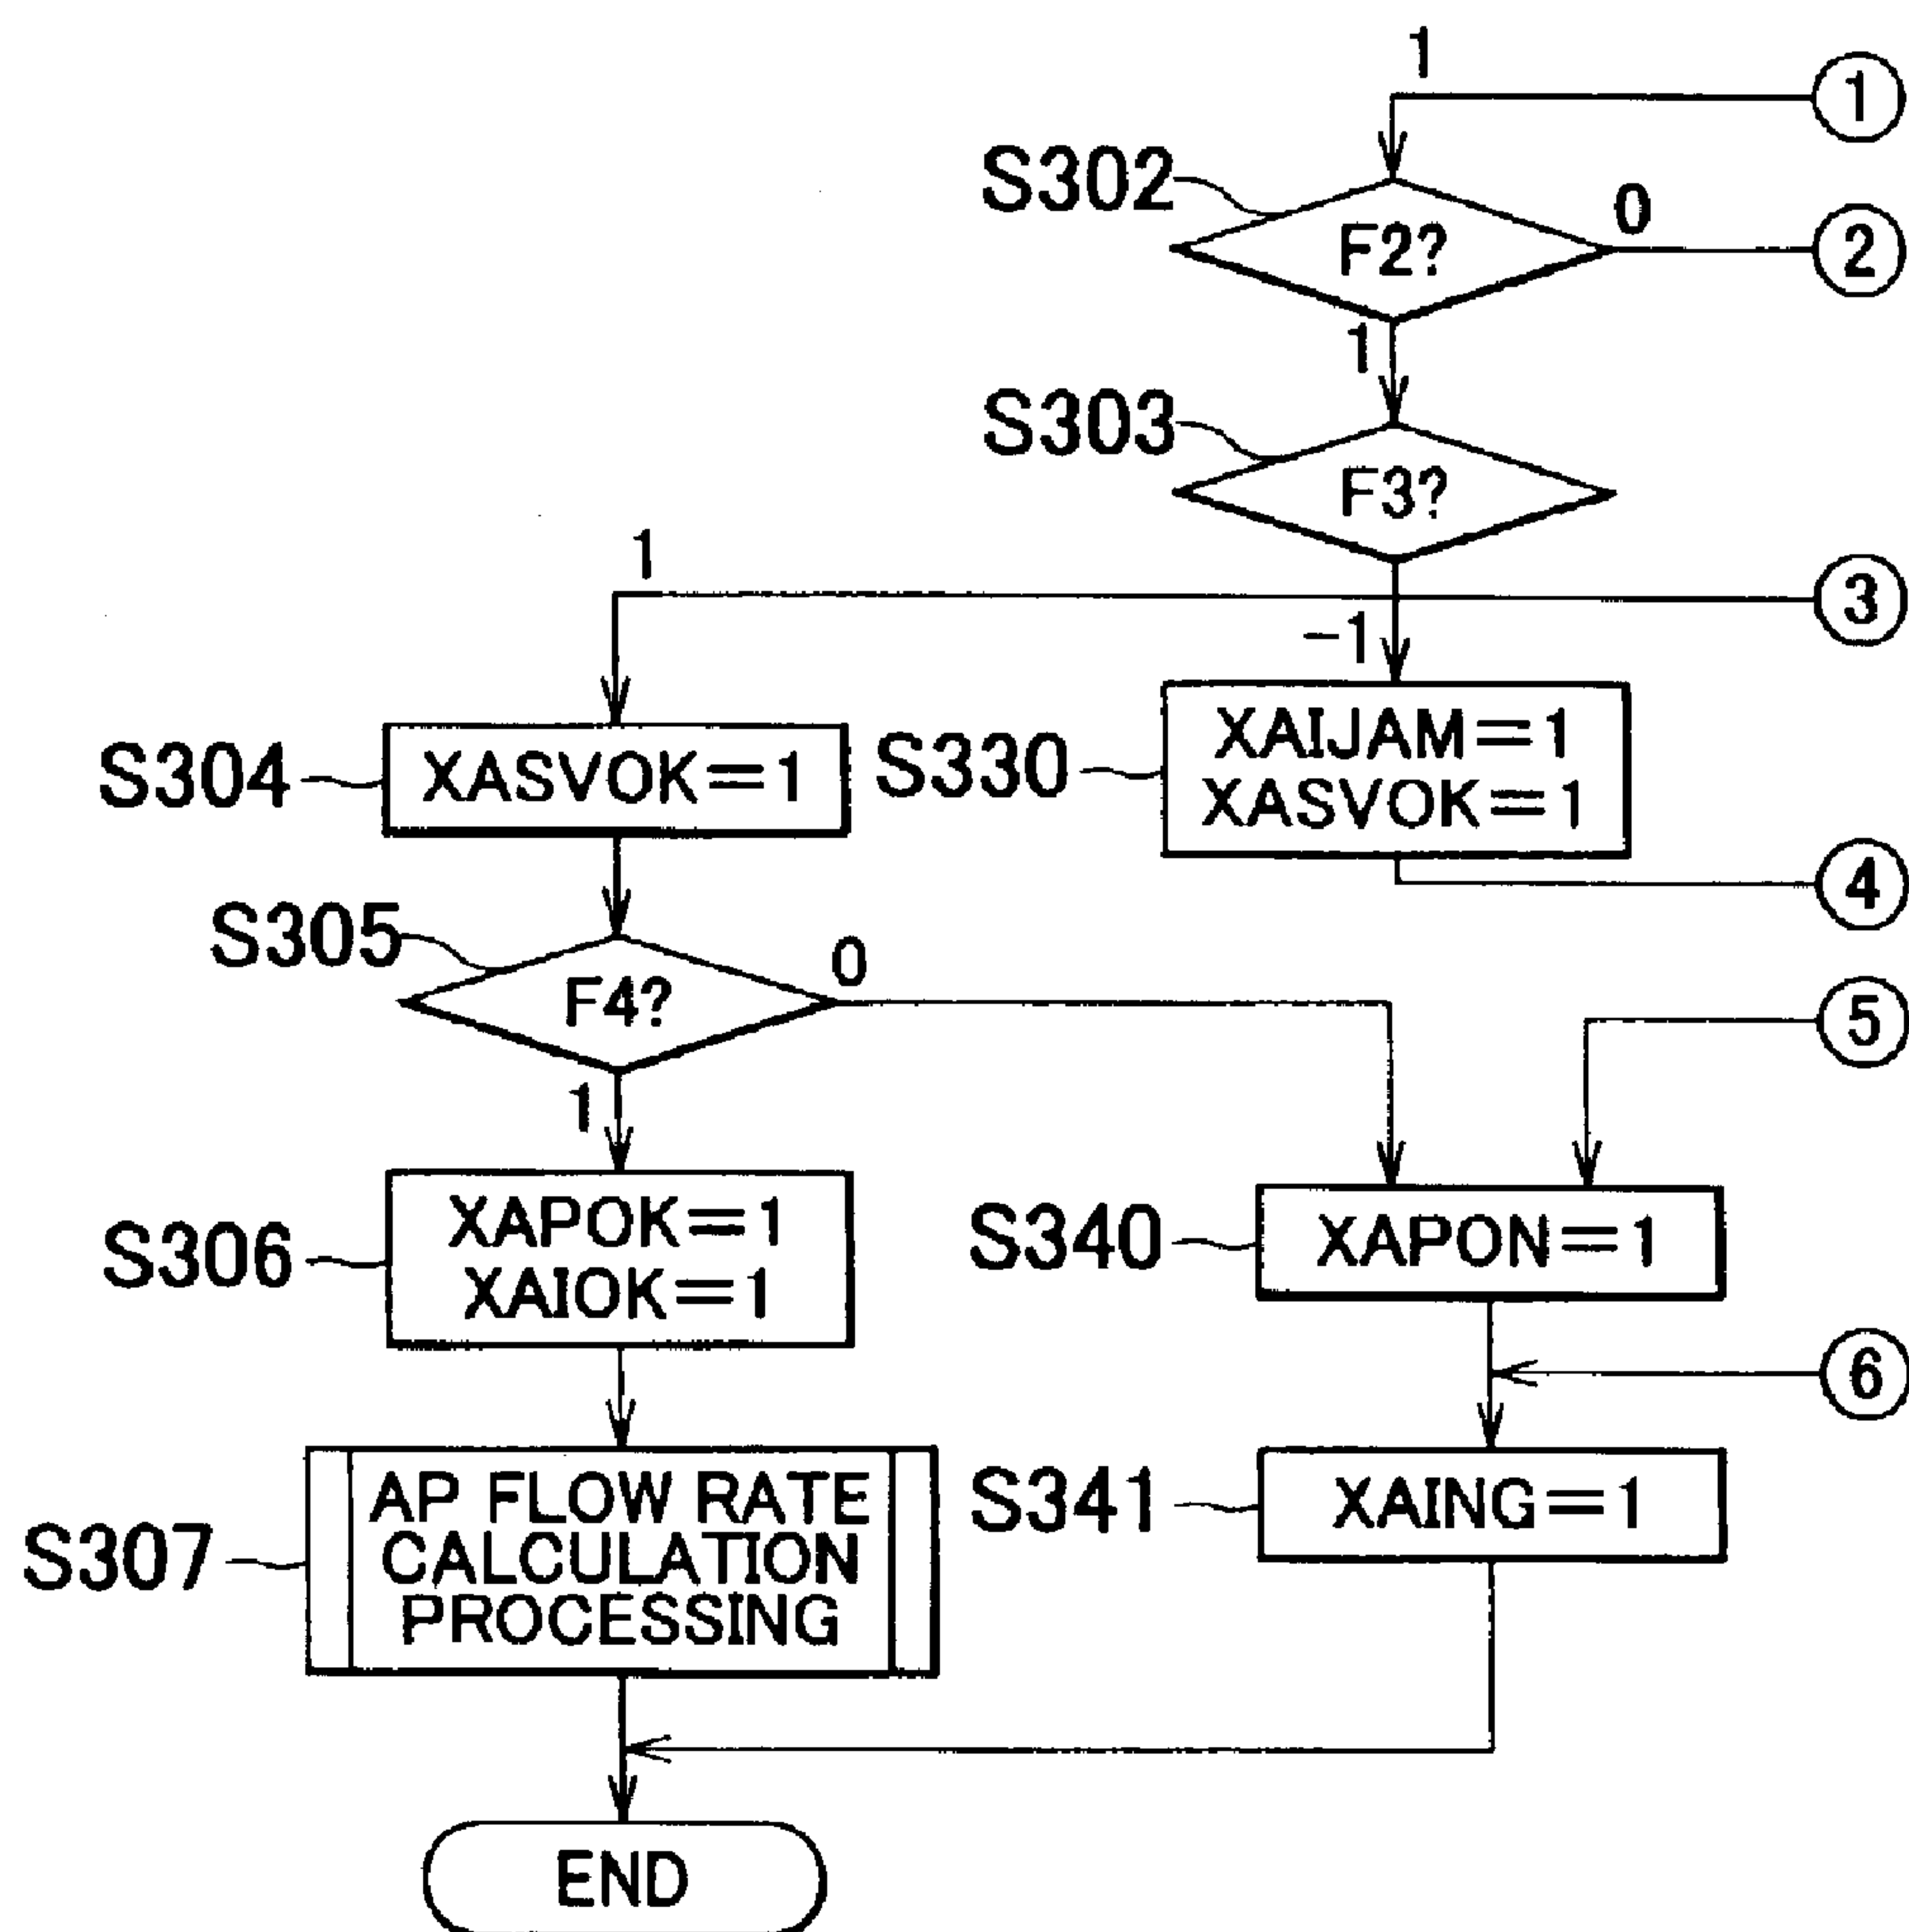 1
①
S302
F2?
0
②
1
S303
F3?
1
③
-1
S304
XASVOK=1
S330
XAIJAM=1
XASVOK=1
④
S305
F4?
0
⑤
1
S306
XAPOK=1
XAIOK=1
S340
XAPON=1
⑥
S307
AP FLOW RATE
CALCULATION
PROCESSING
S341
XAING=1
END